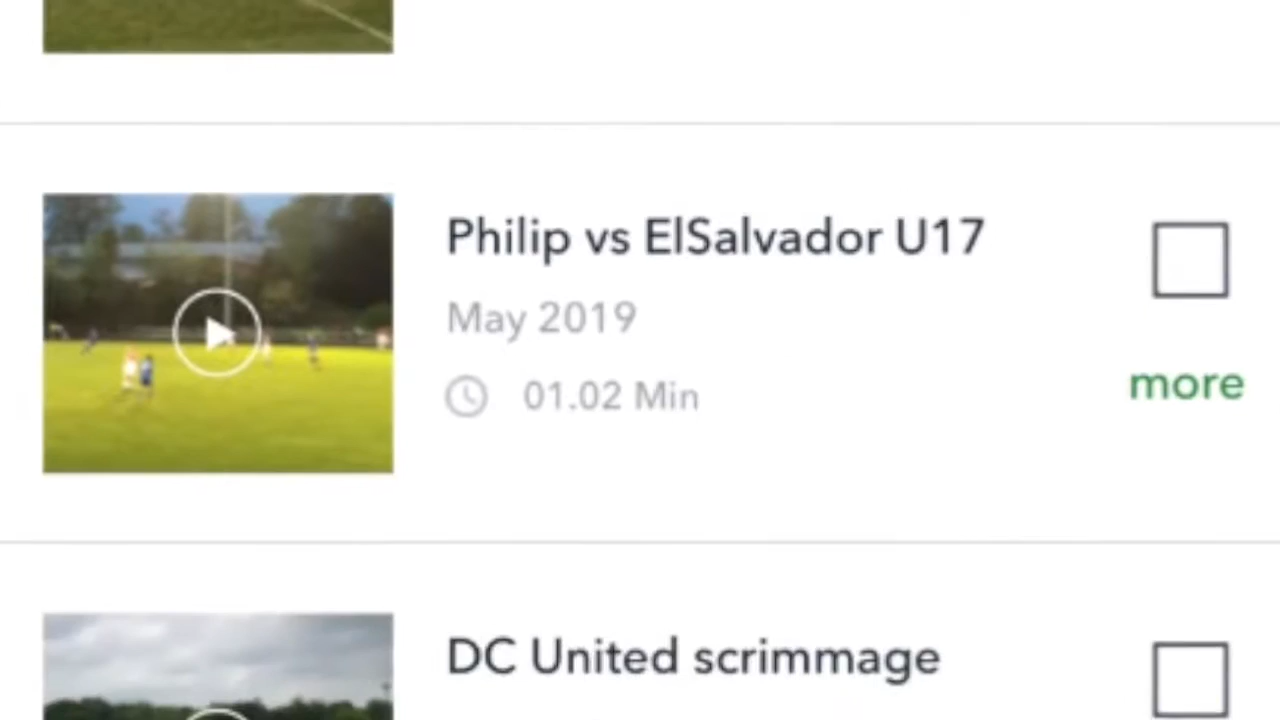 Philip vs ElSalvador U17
May 2019
01.02 Min
more
DC United scrimmage